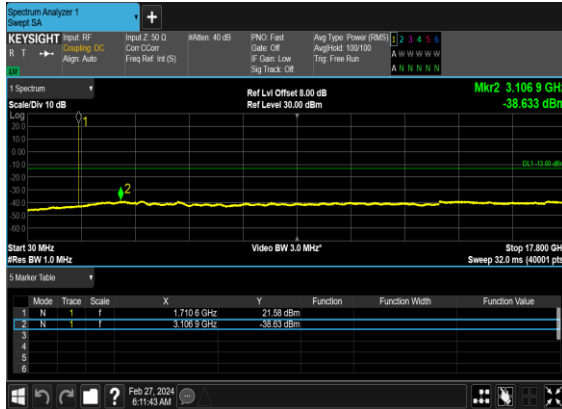 Spectrum Analyzer 1
Swept SA
+
KEYSIGHT Input: RF Input Z: 50 Ω #Atten: 40 dB PNO: Fast Avg Type: Power (RMS) 1 2 3 4 5 6
R T Coupling: DC Corr CCorr Gate: Off Avg|Hold: 100/100 A W W W W W
Align: Auto Freq Ref: Int (S) IF Gain: Low Trig: Free Run
LU Sig Track: Off A N N N N N
1 Spectrum Ref Lvl Offset 8.00 dB Mkr2 3.106 9 GHz
Scale/Div 10 dB Ref Level 30.00 dBm -38.633 dBm
Log
1
20.0
10.0
0.00
-10.0 DL1 -13.00 dB
-20.0
-30.0 2
-40.0
-50.0
-60.0
Start 30 MHz Video BW 3.0 MHz* Stop 17.800 GH
#Res BW 1.0 MHz Sweep 32.0 ms (40001 pts
5 Marker Table
Mode Trace Scale X Y Function Function Width Function Value
1 N 1 f 1.710 6 GHz 21.58 dBm
2 N 1 f 3.106 9 GHz -38.63 dBm
3
4
5
6
? Feb 27, 2024
6:11:43 AM